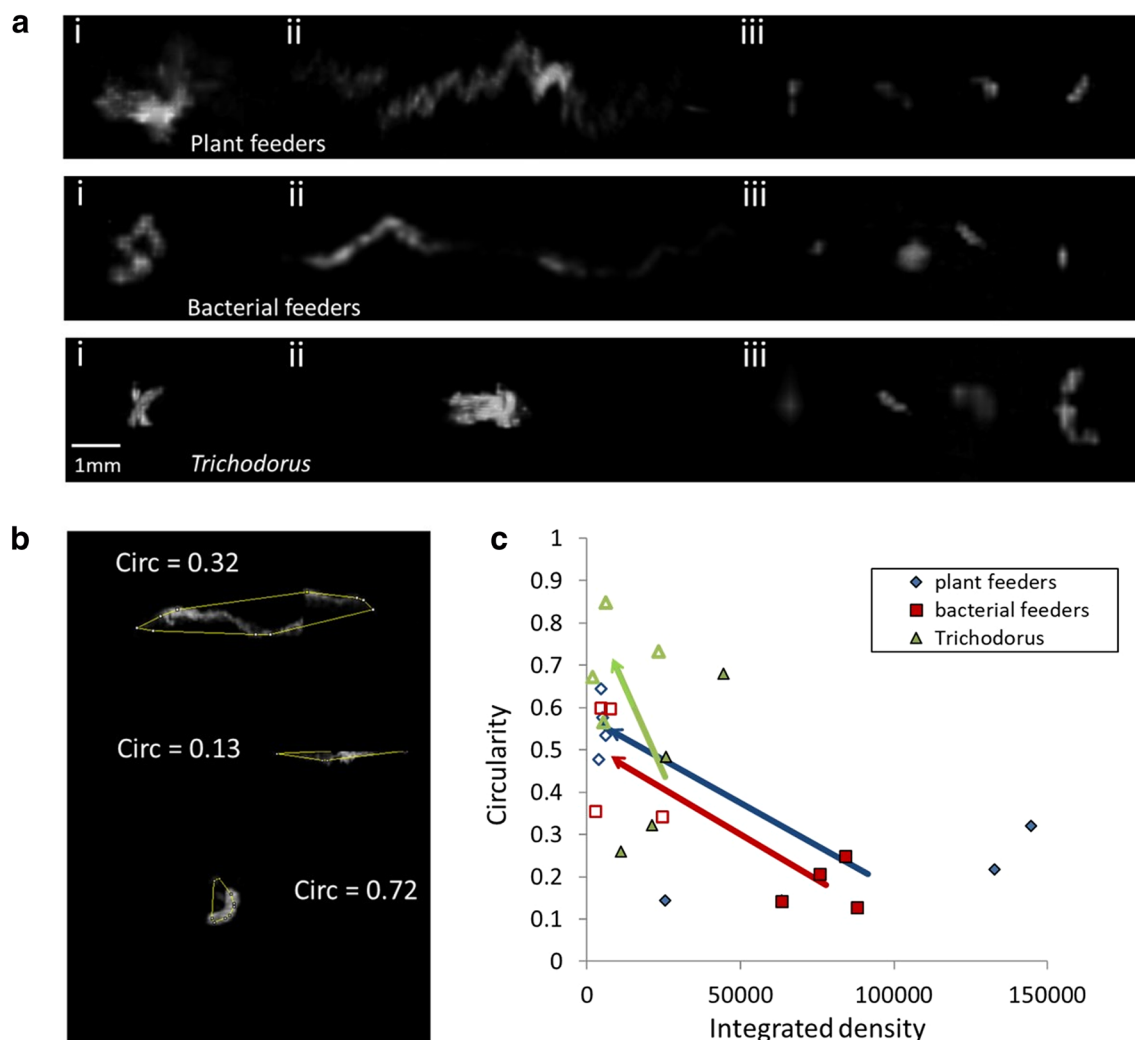 a
i ii iii
Plant feeders
i ii iii
Bacterial feeders
i ii iii
1mm
Trichodorus
b
Circ = 0.32
Circ = 0.13
Circ = 0.72
c
1
0.9
0.8
0.7
0.6
0.5
0.4
0.3
0.2
0.1
0
Circularity
plant feeders
bacterial feeders
Trichodorus
0 50000 100000 150000
Integrated density